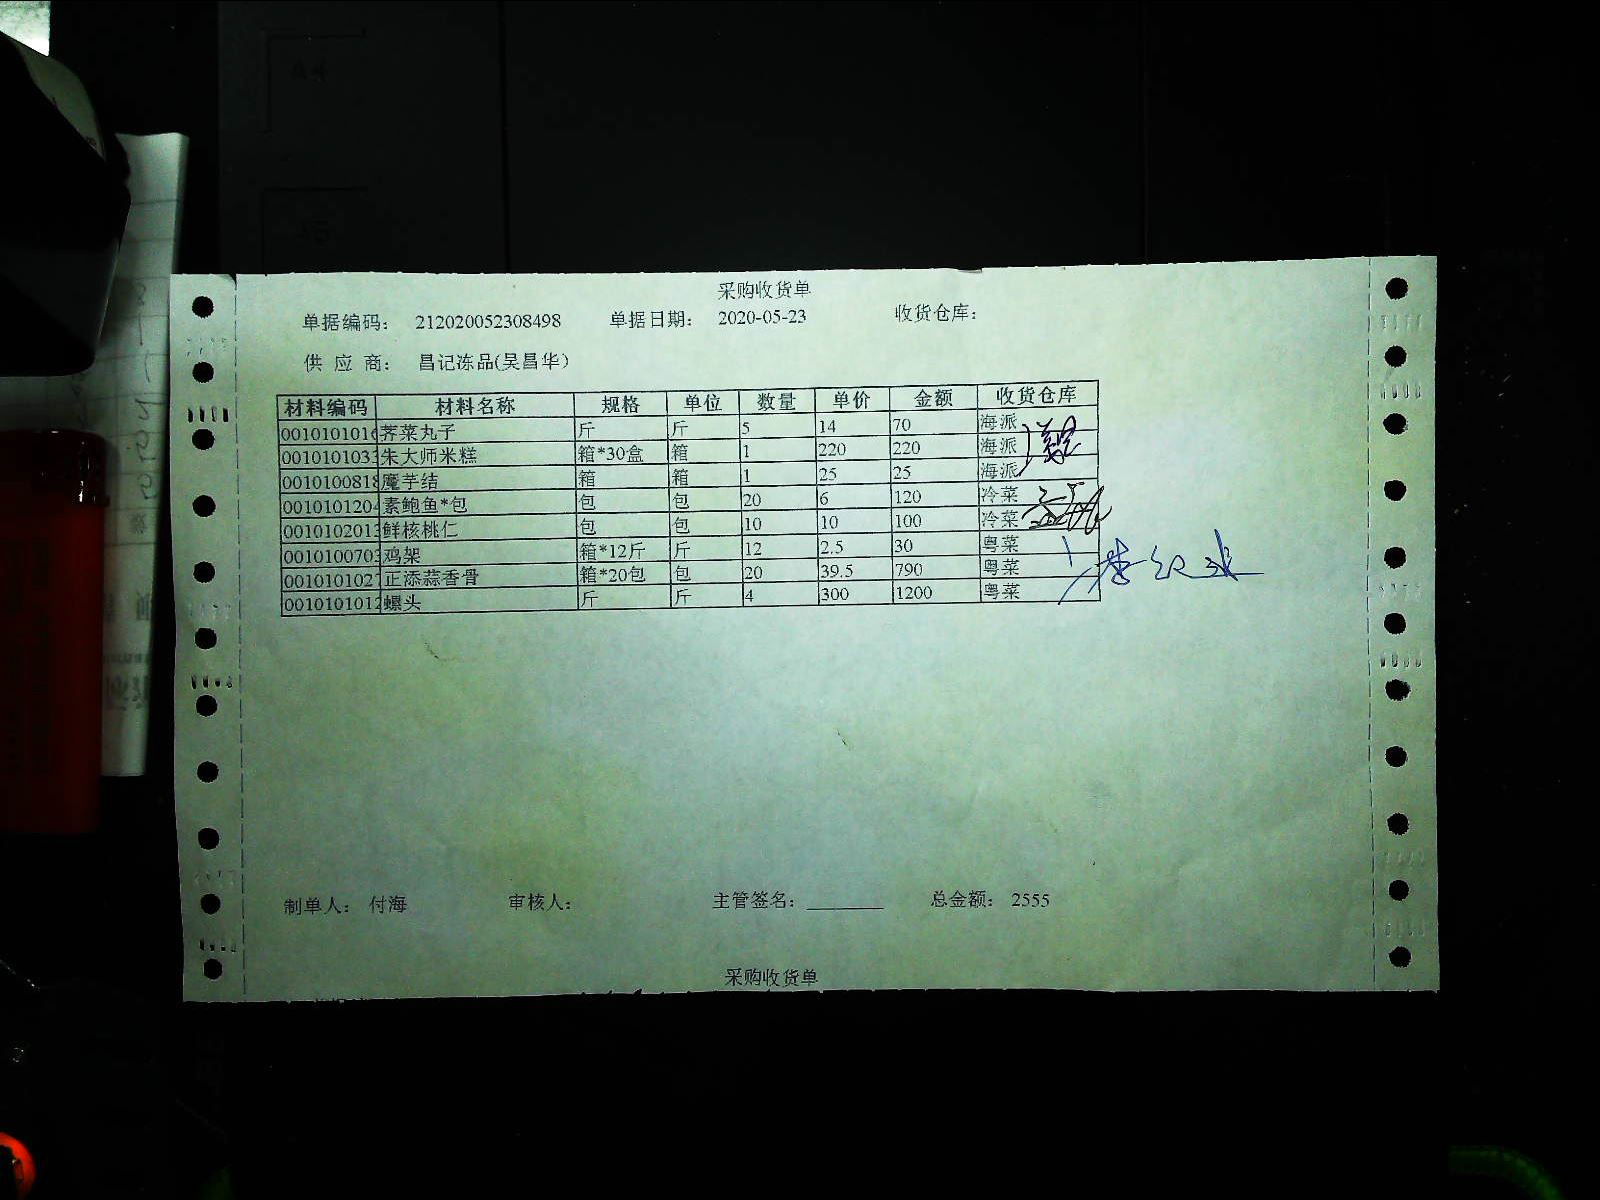 采购收货单
单据编码： 212020052308498 单据日期： 2020-05-23 收货仓库：
供 应 商： 昌记冻品(吴昌华)
材料编码 材料名称 规格 单位 数量 单价 金额 收货仓库
001010101 荠菜丸子 斤 斤 5 14 70 海派
001010103 朱大师米糕 箱*30盒 箱 1 220 220 海派
001010081 魔芋结 箱 箱 1 25 25 海派
001010120 素鲍鱼*包 包 包 20 6 120 冷菜
001010201 鲜核桃仁 包 包 10 10 100 冷菜
001010070 鸡架 箱*12斤 斤 12 2.5 30 粤菜
001010102 正添蒜香骨 箱*20包 包 20 39.5 790 粤菜
001010101 螺头 斤 斤 4 300 1200 粤菜
制单人： 付海 审核人： 主管签名： 总金额： 2555
采购收货单